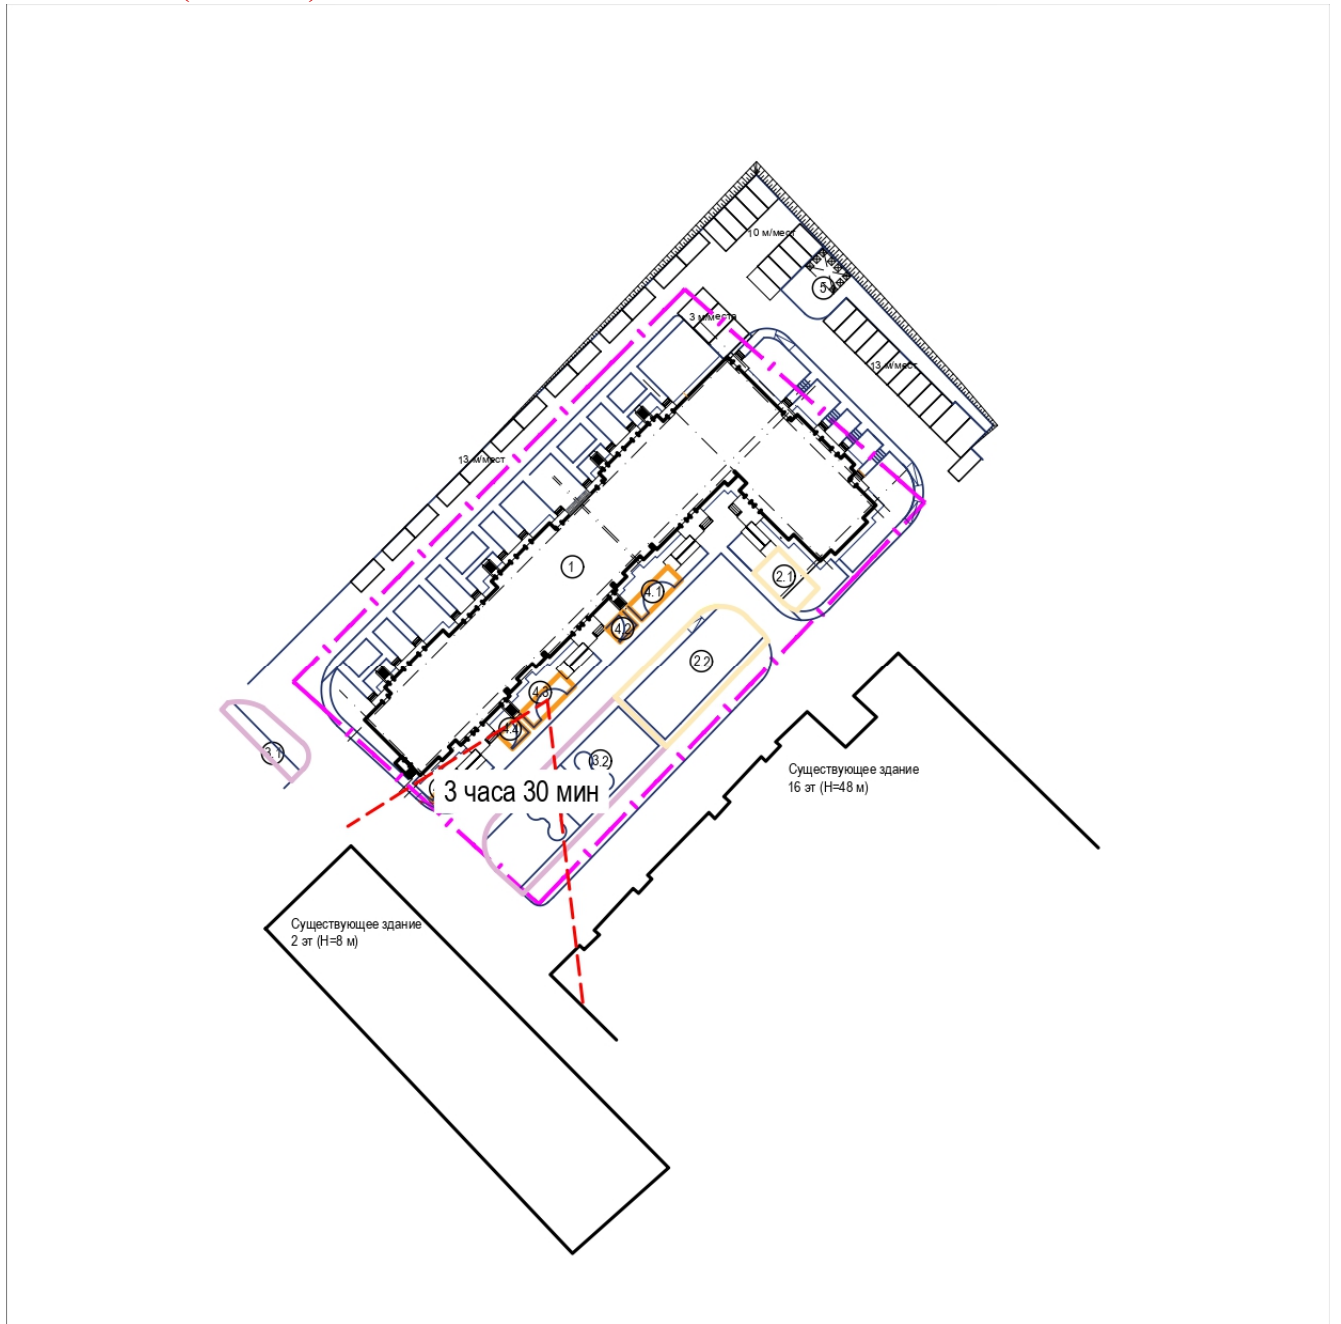 10 м/мест
5
3 м/места
13 м/мест
13 м/мест
1
2.1
4.1
4.2
2.2
4.3
4.4
3.1
3.2
3 часа 30 мин
Существующее здание
16 эт (H=48 м)
Существующее здание
2 эт (H=8 м)